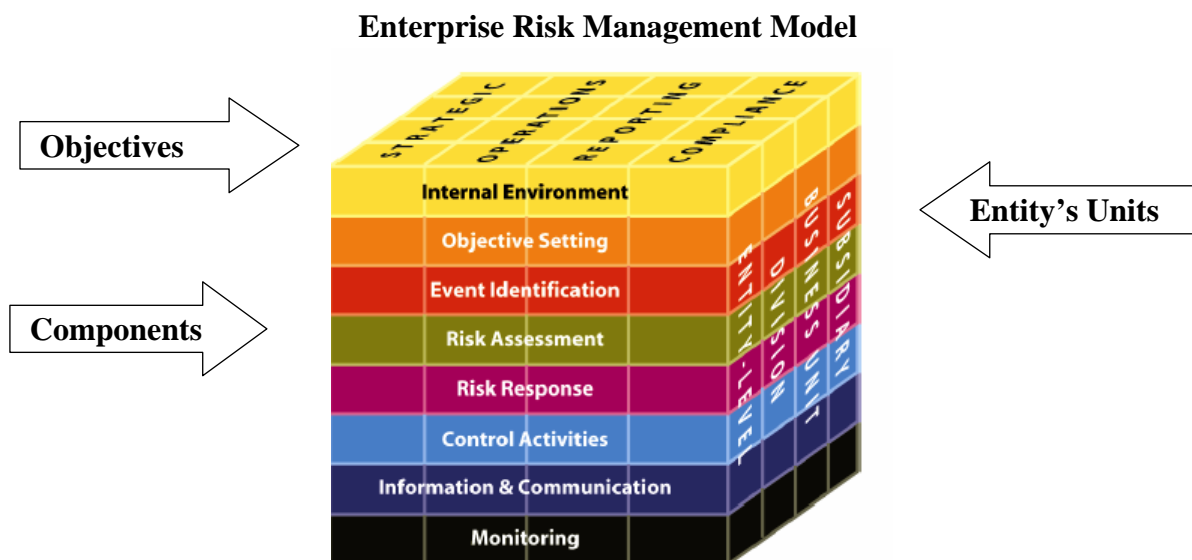 Enterprise Risk Management Model
Objectives
STRATEGIC
OPERATIONS
REPORTING
COMPLIANCE
Entity’s Units
Components
Internal Environment
Objective Setting
Event Identification
Risk Assessment
Risk Response
Control Activities
Information & Communication
Monitoring
ENTITY-LEVEL
DIVISION
BUSINESS UNIT
SUBSIDIARY